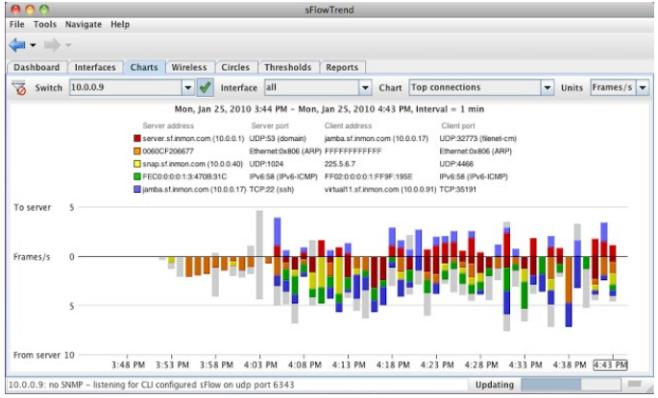 sFlowTrend
File Tools Navigate Help
Dashboard Interfaces Charts Wireless Circles Thresholds Reports
Switch 10.0.0.9 Interface all Chart Top connections Units Frames/s
Mon, Jan 25, 2010 3:44 PM - Mon, Jan 25, 2010 4:43 PM, Interval = 1 min
Server address Server port Client address Client port
server.sf.inmon.com (10.0.0.1) UDP:53 (domain) jamba.sf.inmon.com (10.0.0.17) UDP:32773 (filenet-cm)
0060CF206677 Ethernet:0x806 (ARP) FFFFFFFFFFFF Ethernet:0x806 (ARP)
snap.sf.inmon.com (10.0.0.40) UDP:1024 225.5.6.7 UDP:4466
FEC0:0:0:0:1:3:470B:31C IPv6:58 (IPv6-ICMP) FF02:0:0:0:0:1:FF9F:195E IPv6:58 (IPv6-ICMP)
jamba.sf.inmon.com (10.0.0.17) TCP:22 (ssh) virtual11.sf.inmon.com (10.0.0.91) TCP:35191
To server 5
Frames/s 0
5
From server 10
3:48 PM 3:53 PM 3:58 PM 4:03 PM 4:08 PM 4:13 PM 4:18 PM 4:23 PM 4:28 PM 4:33 PM 4:38 PM 4:43 PM
10.0.0.9: no SNMP - listening for CLI configured sFlow on udp port 6343 Updating